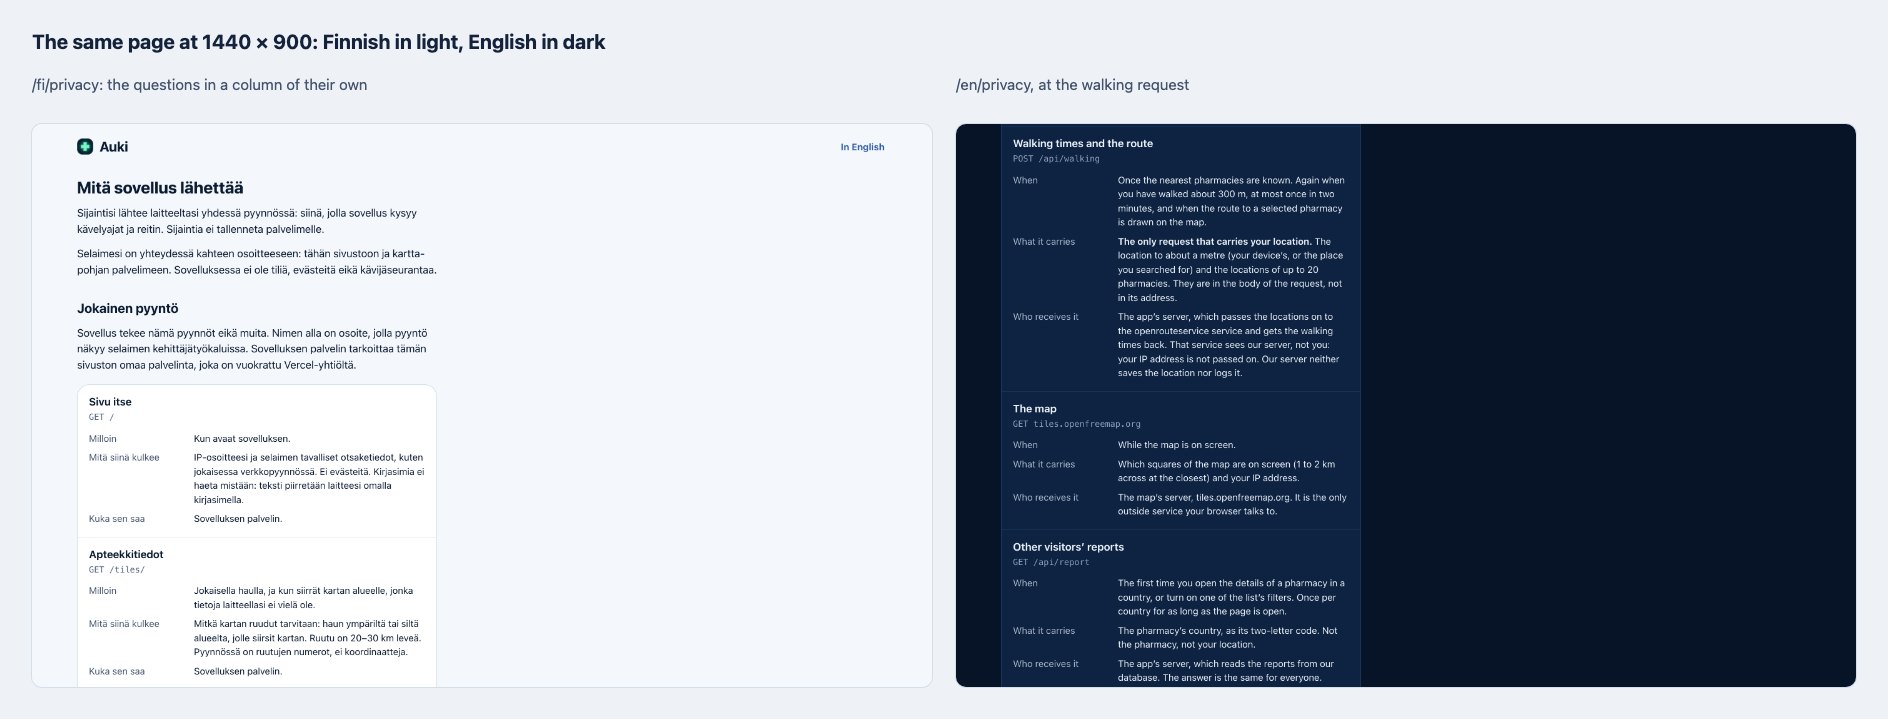 The same page at 1440 × 900: Finnish in light, English in dark
/fi/privacy: the questions in a column of their own
Auki
In English
Mitä sovellus lähettää
Sijaintisi lähtee laitteeltasi yhdessä pyynnössä: siinä, jolla sovellus kysyy
kävelyajat ja reitin. Sijaintia ei tallenneta palvelimelle.
Selaimesi on yhteydessä kahteen osoitteeseen: tähän sivustoon ja kartta-
pohjan palvelimeen. Sovelluksessa ei ole tiliä, evästeitä eikä kävijäseurantaa.
Jokainen pyyntö
Sovellus tekee nämä pyynnöt eikä muita. Nimen alla on osoite, jolla pyyntö
näkyy selaimen kehittäjätyökaluissa. Sovelluksen palvelin tarkoittaa tämän
sivuston omaa palvelinta, joka on vuokrattu Vercel-yhtiöltä.
Sivu itse
GET /
Milloin
Kun avaat sovelluksen.
Mitä siinä kulkee
IP-osoitteesi ja selaimen tavalliset otsaketiedot, kuten
jokaisessa verkkopyynnössä. Ei evästeitä. Kirjasimia ei
haeta mistään: teksti piirretään laitteesi omalla
kirjasimella.
Kuka sen saa
Sovelluksen palvelin.
Apteekkitiedot
GET /tiles/
Milloin
Jokaisella haulla, ja kun siirrät kartan alueelle, jonka
tietoja laitteellasi ei vielä ole.
Mitä siinä kulkee
Mitkä kartan ruudut tarvitaan: haun ympäriltä tai siltä
alueelta, jolle siirsit kartan. Ruutu on 20–30 km leveä.
Pyynnössä on ruutujen numerot, ei koordinaatteja.
Kuka sen saa
Sovelluksen palvelin.
/en/privacy, at the walking request
Walking times and the route
POST /api/walking
When
Once the nearest pharmacies are known. Again when
you have walked about 300 m, at most once in two
minutes, and when the route to a selected pharmacy
is drawn on the map.
What it carries
The only request that carries your location. The
location to about a metre (your device's, or the place
you searched for) and the locations of up to 20
pharmacies. They are in the body of the request, not
in its address.
Who receives it
The app's server, which passes the locations on to
the openrouteservice service and gets the walking
times back. That service sees our server, not you:
your IP address is not passed on. Our server neither
saves the location nor logs it.
The map
GET tiles.openfreemap.org
When
While the map is on screen.
What it carries
Which squares of the map are on screen (1 to 2 km
across at the closest) and your IP address.
Who receives it
The map's server, tiles.openfreemap.org. It is the only
outside service your browser talks to.
Other visitors’ reports
GET /api/report
When
The first time you open the details of a pharmacy in a
country, or turn on one of the list's filters. Once per
country for as long as the page is open.
What it carries
The pharmacy's country, as its two-letter code. Not
the pharmacy, not your location.
Who receives it
The app's server, which reads the reports from our
database. The answer is the same for everyone.